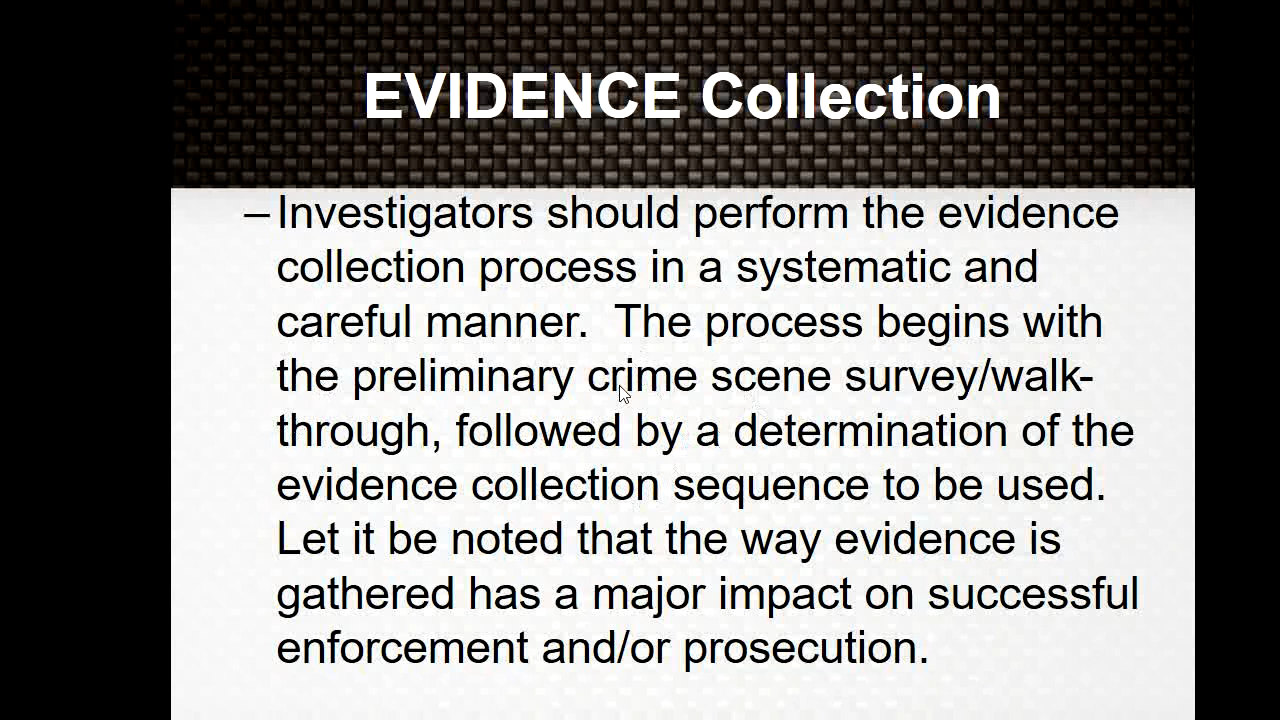 EVIDENCE Collection
–Investigators should perform the evidence
collection process in a systematic and
careful manner.  The process begins with
the preliminary crime scene survey/walk-
through, followed by a determination of the
evidence collection sequence to be used.
Let it be noted that the way evidence is
gathered has a major impact on successful
enforcement and/or prosecution.